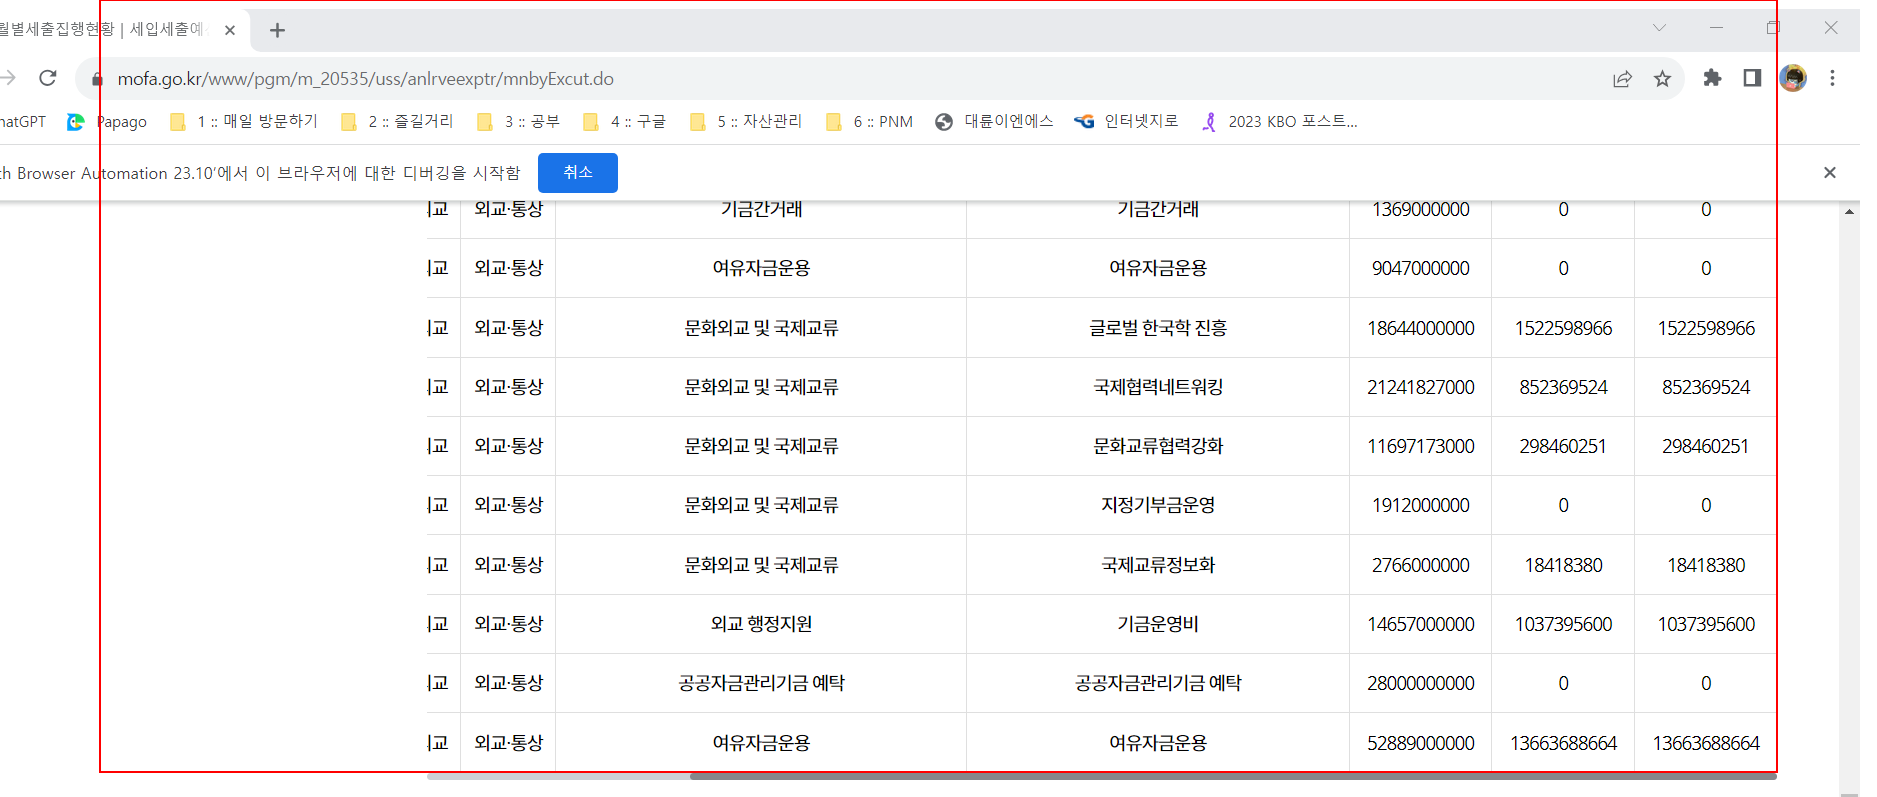 월별세출집행현황 | 세입세출예
mofa.go.kr/www/pgm/m_20535/uss/anlrveexptr/mnbyExcut.do
hatGPT Papago 1 :: 매일 방문하기 2 :: 즐길거리 3 :: 공부 4 :: 구글 5 :: 자산관리 6 :: PNM 대륜이엔에스 인터넷지로 2023 KBO 포스트...
th Browser Automation 23.10'에서 이 브라우저에 대한 디버깅을 시작함 취소
교 외교·통상 기금간거래 기금간거래 1369000000 0 0
교 외교·통상 여유자금운용 여유자금운용 9047000000 0 0
교 외교·통상 문화외교 및 국제교류 글로벌 한국학 진흥 18644000000 1522598966 1522598966
교 외교·통상 문화외교 및 국제교류 국제협력네트워킹 21241827000 852369524 852369524
교 외교·통상 문화외교 및 국제교류 문화교류협력강화 11697173000 298460251 298460251
교 외교·통상 문화외교 및 국제교류 지정기부금운영 1912000000 0 0
교 외교·통상 문화외교 및 국제교류 국제교류정보화 2766000000 18418380 18418380
교 외교·통상 외교 행정지원 기금운영비 14657000000 1037395600 1037395600
교 외교·통상 공공자금관리기금 예탁 공공자금관리기금 예탁 28000000000 0 0
교 외교·통상 여유자금운용 여유자금운용 52889000000 13663688664 13663688664